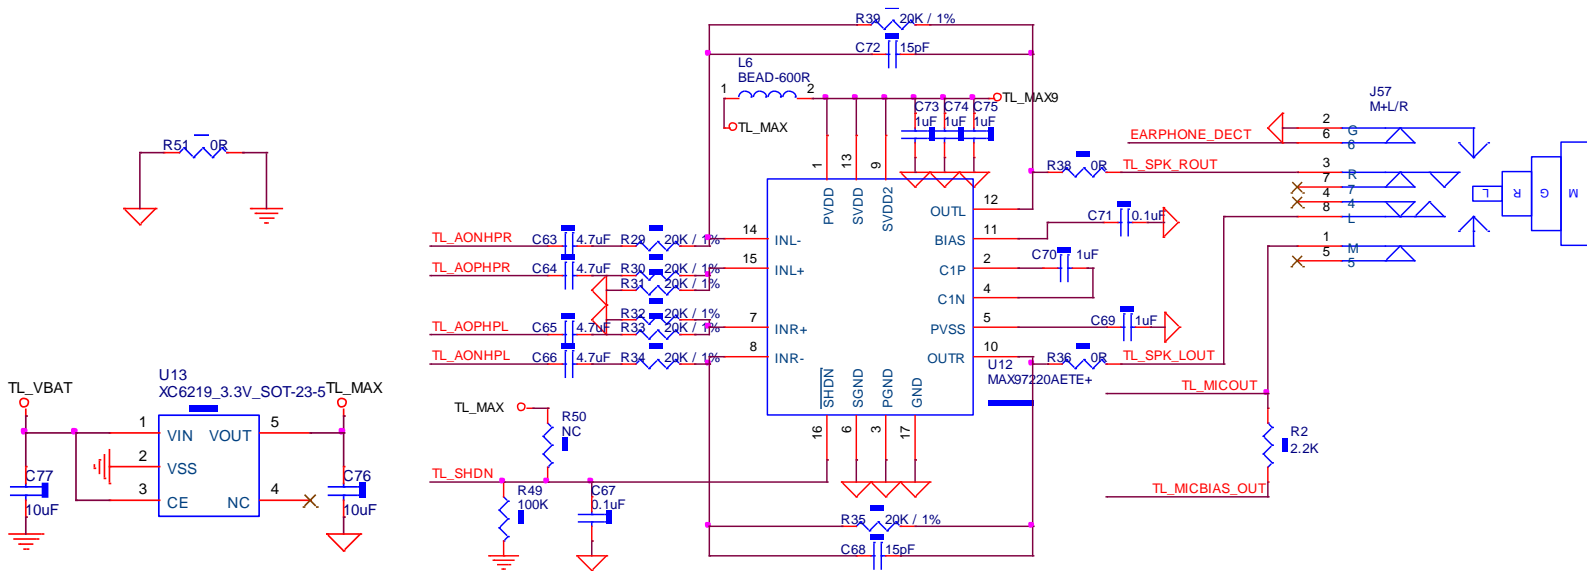 R39 20K / 1%
C72 15pF
L6
BEAD-600R
1 2
TL_MAX
C73 C74 C75
1uF 1uF 1uF
TL_MAX9
J57
M+L/R
EARPHONE_DECT
2 G
6 6
3 R
7 7
4 4
8 L
1 M
5 5
L R G M
R51 0R
1 13 9
PVDD SVDD SVDD2
R38 0R TL_SPK_ROUT
OUTL 12
BIAS 11
C1P 2
C1N 4
PVSS 5
OUTR 10
C71 0.1uF
C70 1uF
C69 1uF
R36 0R TL_SPK_LOUT
TL_AONHPR C63 4.7uF R29 20K / 1% 14 INL-
TL_AOPHPR C64 4.7uF R30 20K / 1% 15 INL+
R31 20K / 1%
R32 20K / 1%
TL_AOPHPL C65 4.7uF R33 20K / 1% 7 INR+
TL_AONHPL C66 4.7uF R34 20K / 1% 8 INR-
U12
MAX97220AETE+
SHDN SGND PGND GND
16 6 3 17
TL_MICOUT
R2
2.2K
TL_MICBIAS_OUT
TL_VBAT
U13
XC6219_3.3V_SOT-23-5
TL_MAX
1 VIN VOUT 5
2 VSS
3 CE NC 4
C77
10uF
C76
10uF
TL_MAX
R50
NC
TL_SHDN
R49
100K
C67
0.1uF
R35 20K / 1%
C68 15pF